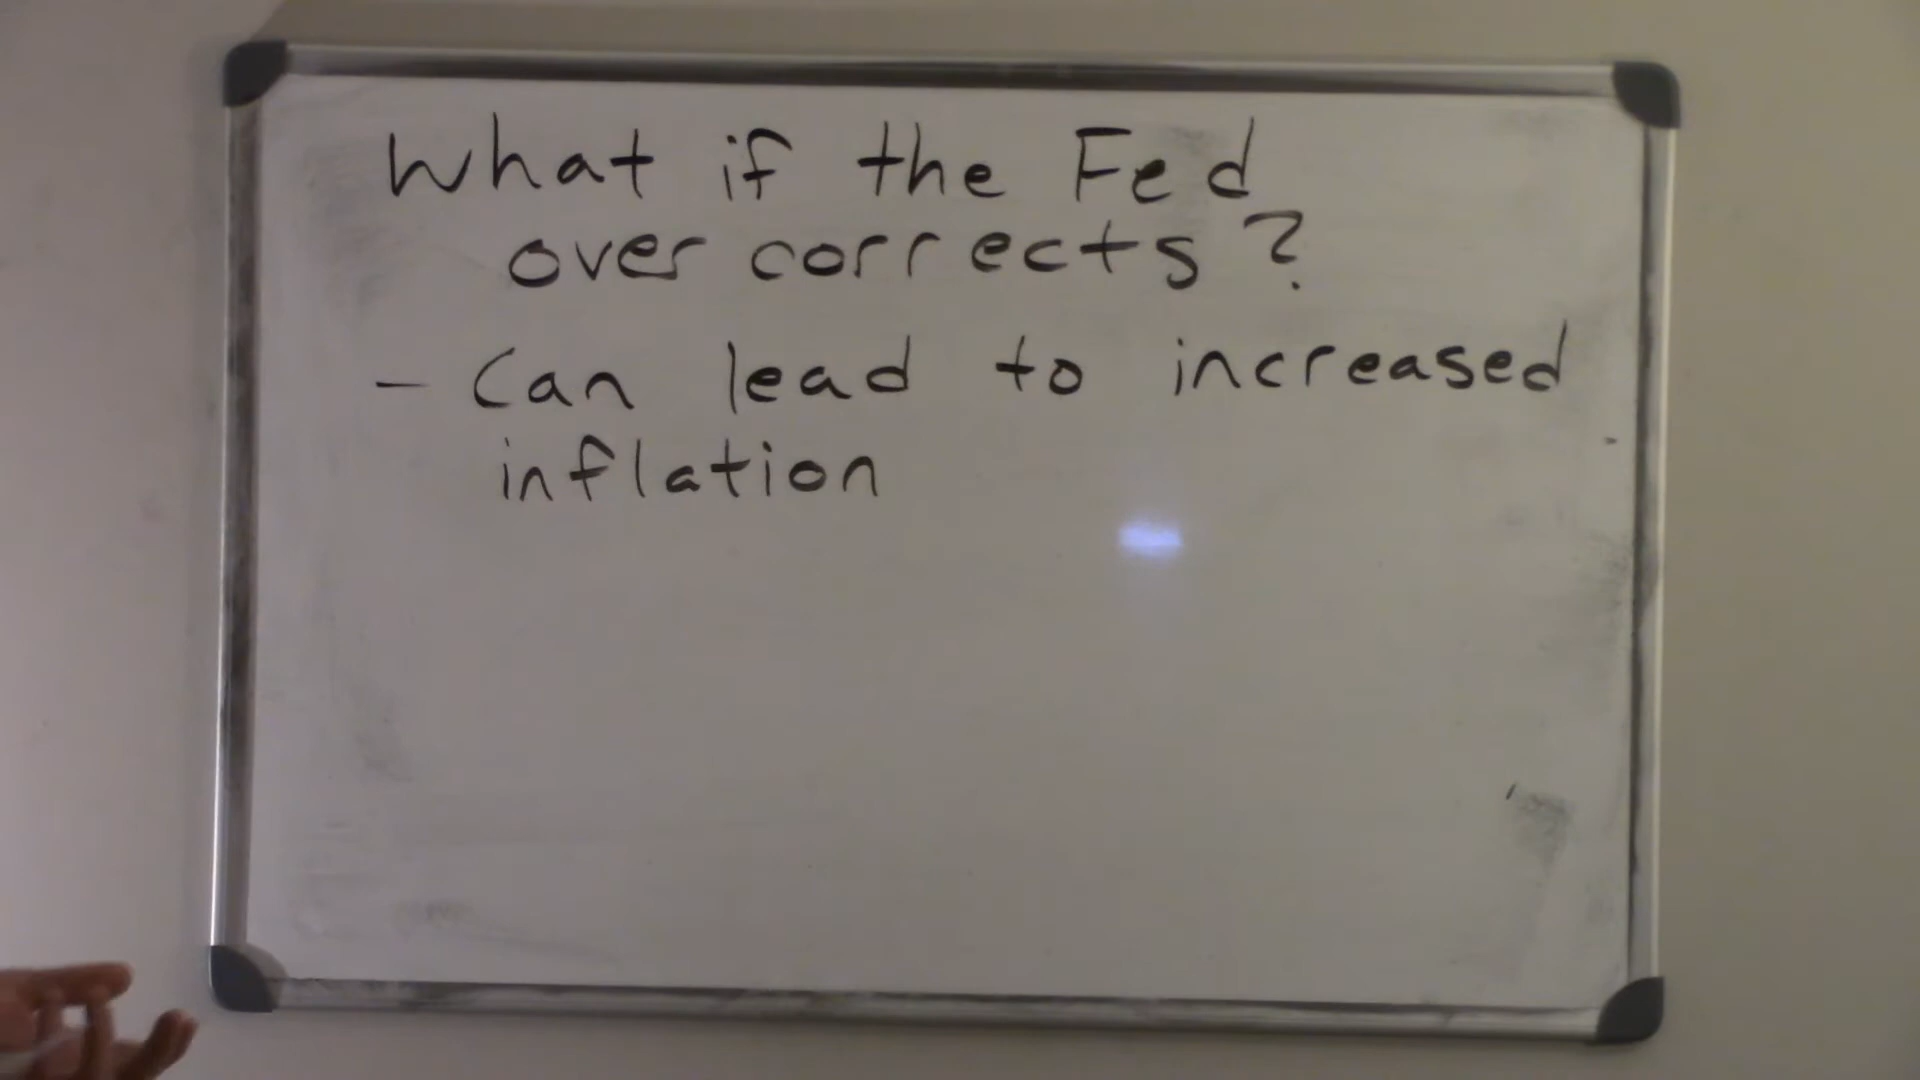 What if the Fed
over corrects?
- Can lead to increased
inflation